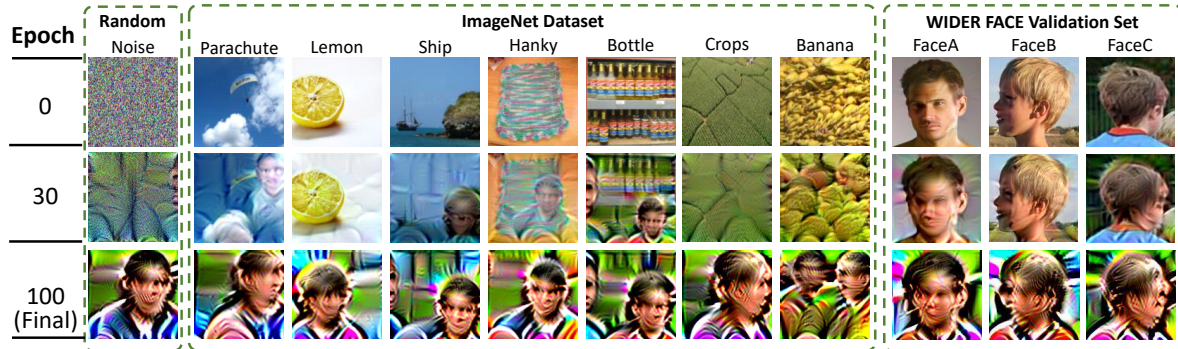 Epoch
Random
ImageNet Dataset
WIDER FACE Validation Set
Noise
Parachute
Lemon
Ship
Hanky
Bottle
Crops
Banana
FaceA
FaceB
FaceC
0
30
100
(Final)